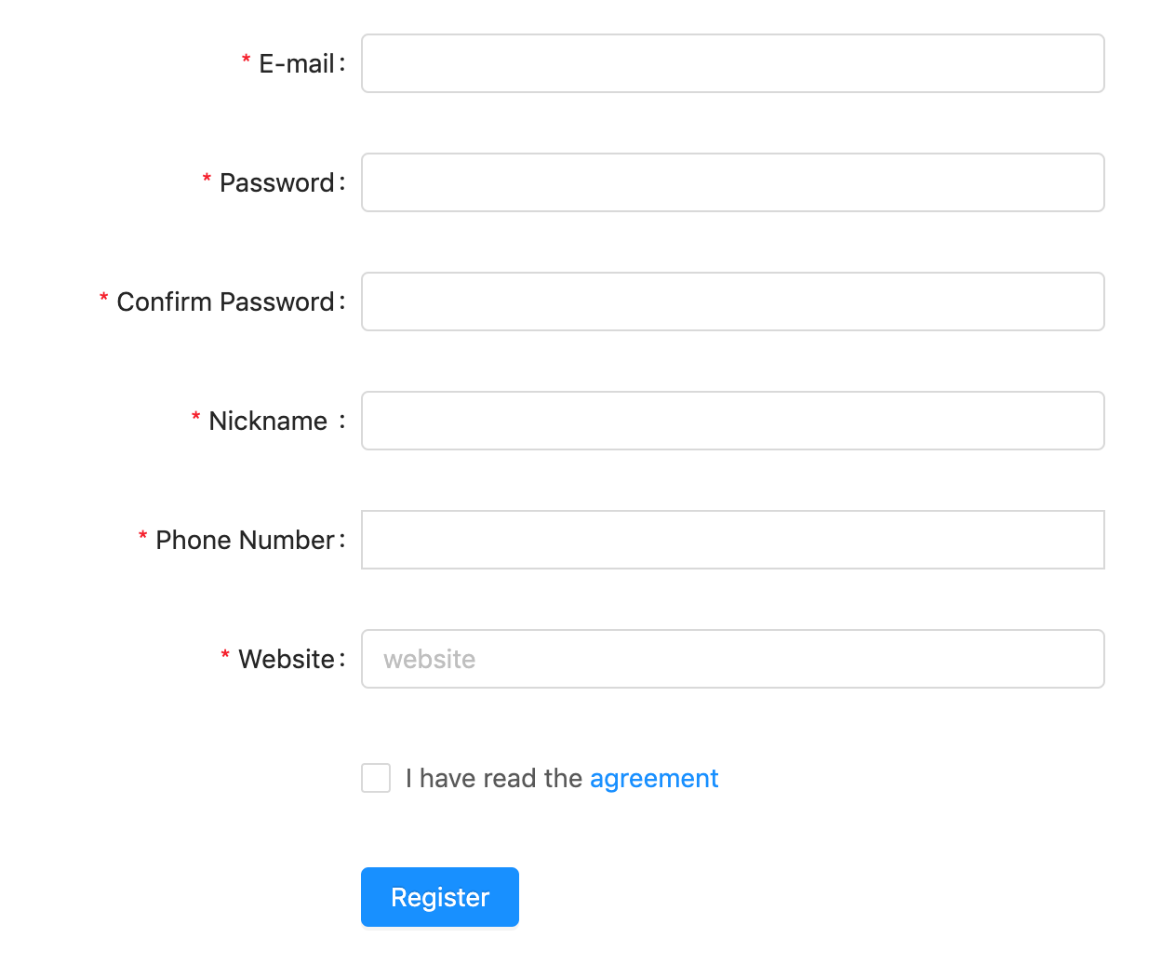 * E-mail:
* Password:
* Confirm Password:
* Nickname :
* Phone Number:
* Website: website
I have read the agreement
Register